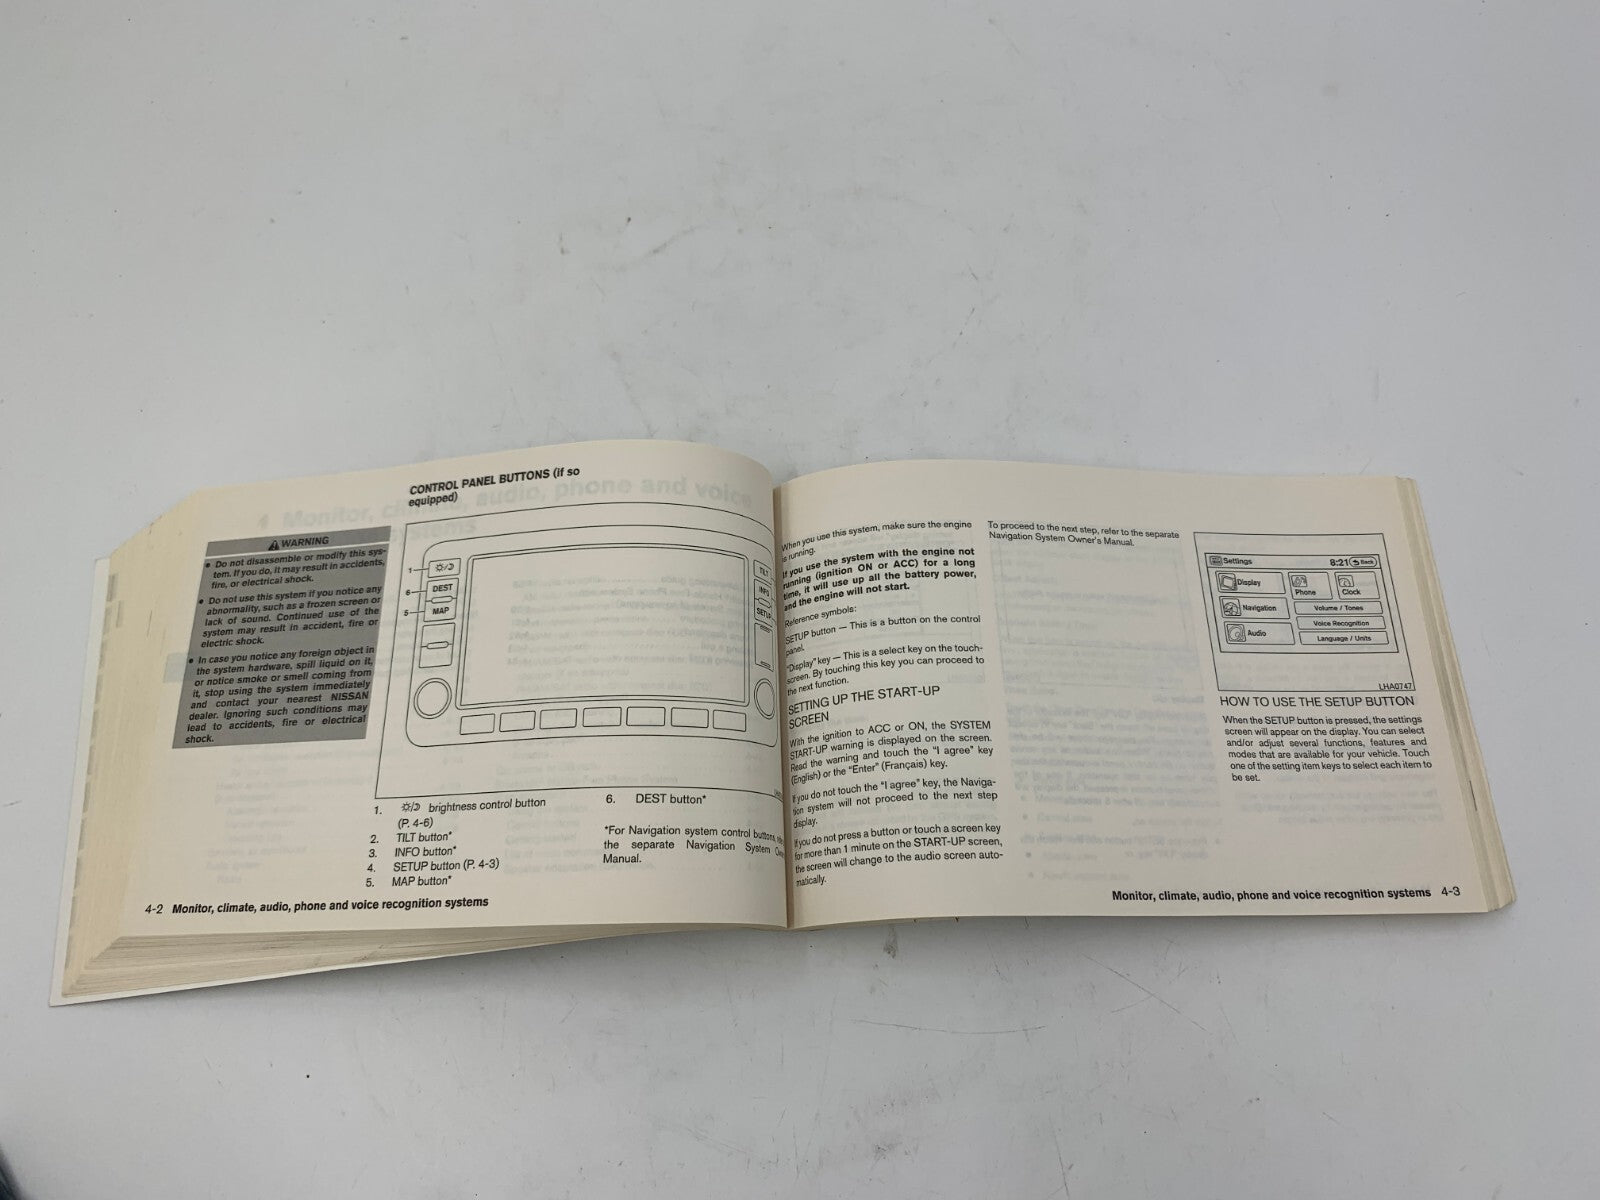 WARNING
• Do not disassemble or modify this sys-
tem. If you do, it may result in accidents,
fire, or electrical shock.
• Do not use this system if you notice any
abnormality, such as a frozen screen or
lack of sound. Continued use of the
system may result in accident, fire or
electric shock.
• In case you notice any foreign object in
the system hardware, spill liquid on it,
or notice smoke or smell coming from
it, stop using the system immediately
and contact your nearest NISSAN
dealer. Ignoring such conditions may
lead to accidents, fire or electrical
shock.
CONTROL PANEL BUTTONS (if so
equipped)
1
6
5
DEST
MAP
TILT
INFO
SETUP
1. brightness control button
(P. 4-6)
2. TILT button*
3. INFO button*
4. SETUP button (P. 4-3)
5. MAP button*
6. DEST button*
*For Navigation system control buttons,
the separate Navigation System
Manual.
4-2 Monitor, climate, audio, phone and voice recognition systems
When you use this system, make sure the engine
is running.
If you use the system with the engine not
running (ignition ON or ACC) for a long
time, it will use up all the battery power,
and the engine will not start.
Reference symbols:
SETUP button — This is a button on the control
panel.
"Display" key — This is a select key on the touch-
screen. By touching this key you can proceed to
the next function.
SETTING UP THE START-UP
SCREEN
With the ignition to ACC or ON, the SYSTEM
START-UP warning is displayed on the screen.
Read the warning and touch the "I agree" key
(English) or the "Enter" (Français) key.
If you do not touch the "I agree" key, the Naviga-
tion system will not proceed to the next step
display.
If you do not press a button or touch a screen key
for more than 1 minute on the START-UP screen,
the screen will change to the audio screen auto-
matically.
To proceed to the next step, refer to the separate
Navigation System Owner's Manual.
Settings 8:21 Back
Display Phone Clock
Navigation Volume / Tones
Voice Recognition
Audio Language / Units
LHA0747
HOW TO USE THE SETUP BUTTON
When the SETUP button is pressed, the settings
screen will appear on the display. You can select
and/or adjust several functions, features and
modes that are available for your vehicle. Touch
one of the setting item keys to select each item to
be set.
Monitor, climate, audio, phone and voice recognition systems 4-3